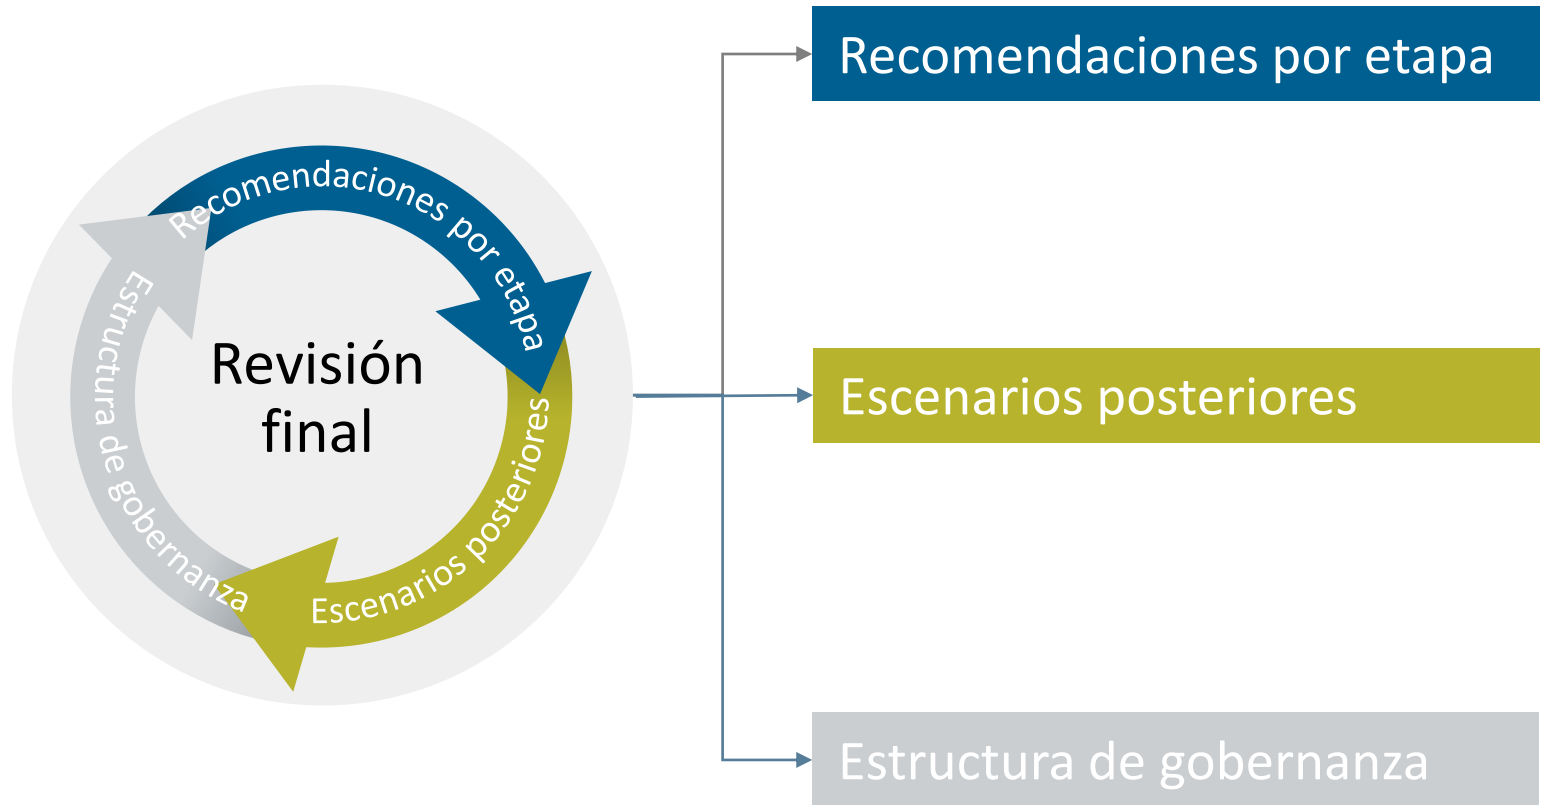 Recomendaciones por etapa
Escenarios posteriores
Estructura de gobernanza
Revisión
final
Recomendaciones por etapa
Escenarios posteriores
Estructura de gobernanza